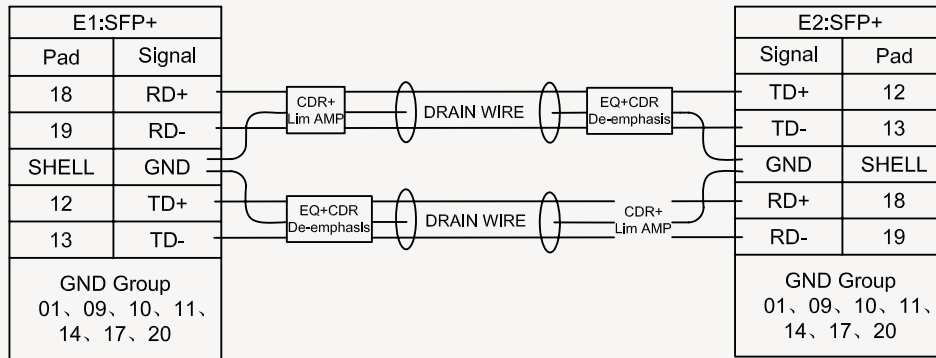 E1:SFP+
Pad Signal
18 RD+
19 RD-
SHELL GND
12 TD+
13 TD-
GND Group
01、09、10、11、
14、17、20
CDR+
Lim AMP
DRAIN WIRE
EQ+CDR
De-emphasis
EQ+CDR
De-emphasis
DRAIN WIRE
CDR+
Lim AMP
E2:SFP+
Signal Pad
TD+ 12
TD- 13
GND SHELL
RD+ 18
RD- 19
GND Group
01、09、10、11、
14、17、20